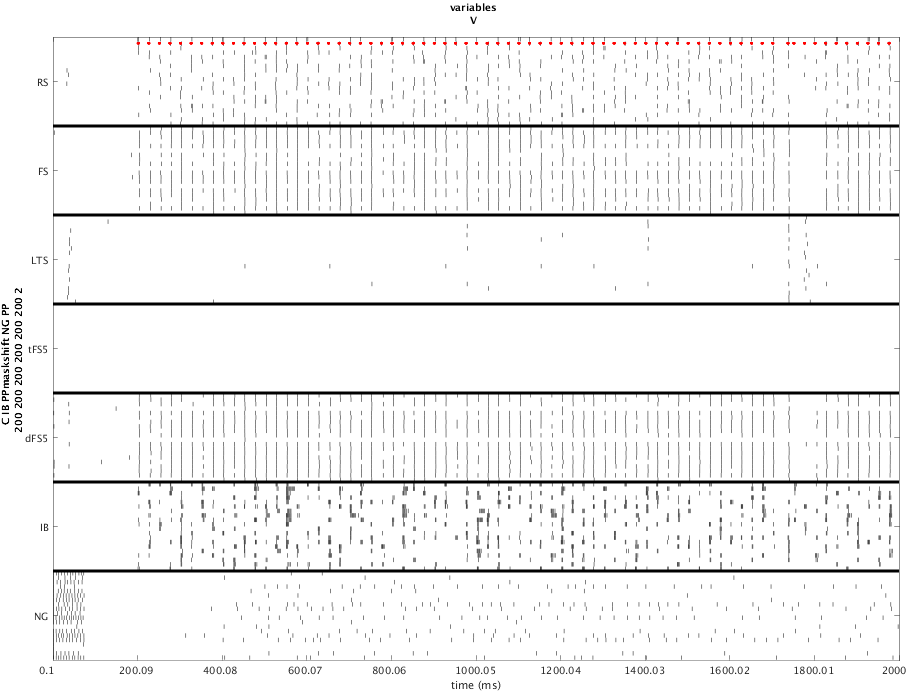 variables
V
RS
FS
LTS
tFS5
dFS5
IB
NG
C IB PPmaskshift NG PP
200 200 200 200 200 200 2
0.1 200.09 400.08 600.07 800.06 1000.05 1200.04 1400.03 1600.02 1800.01 2000
time (ms)